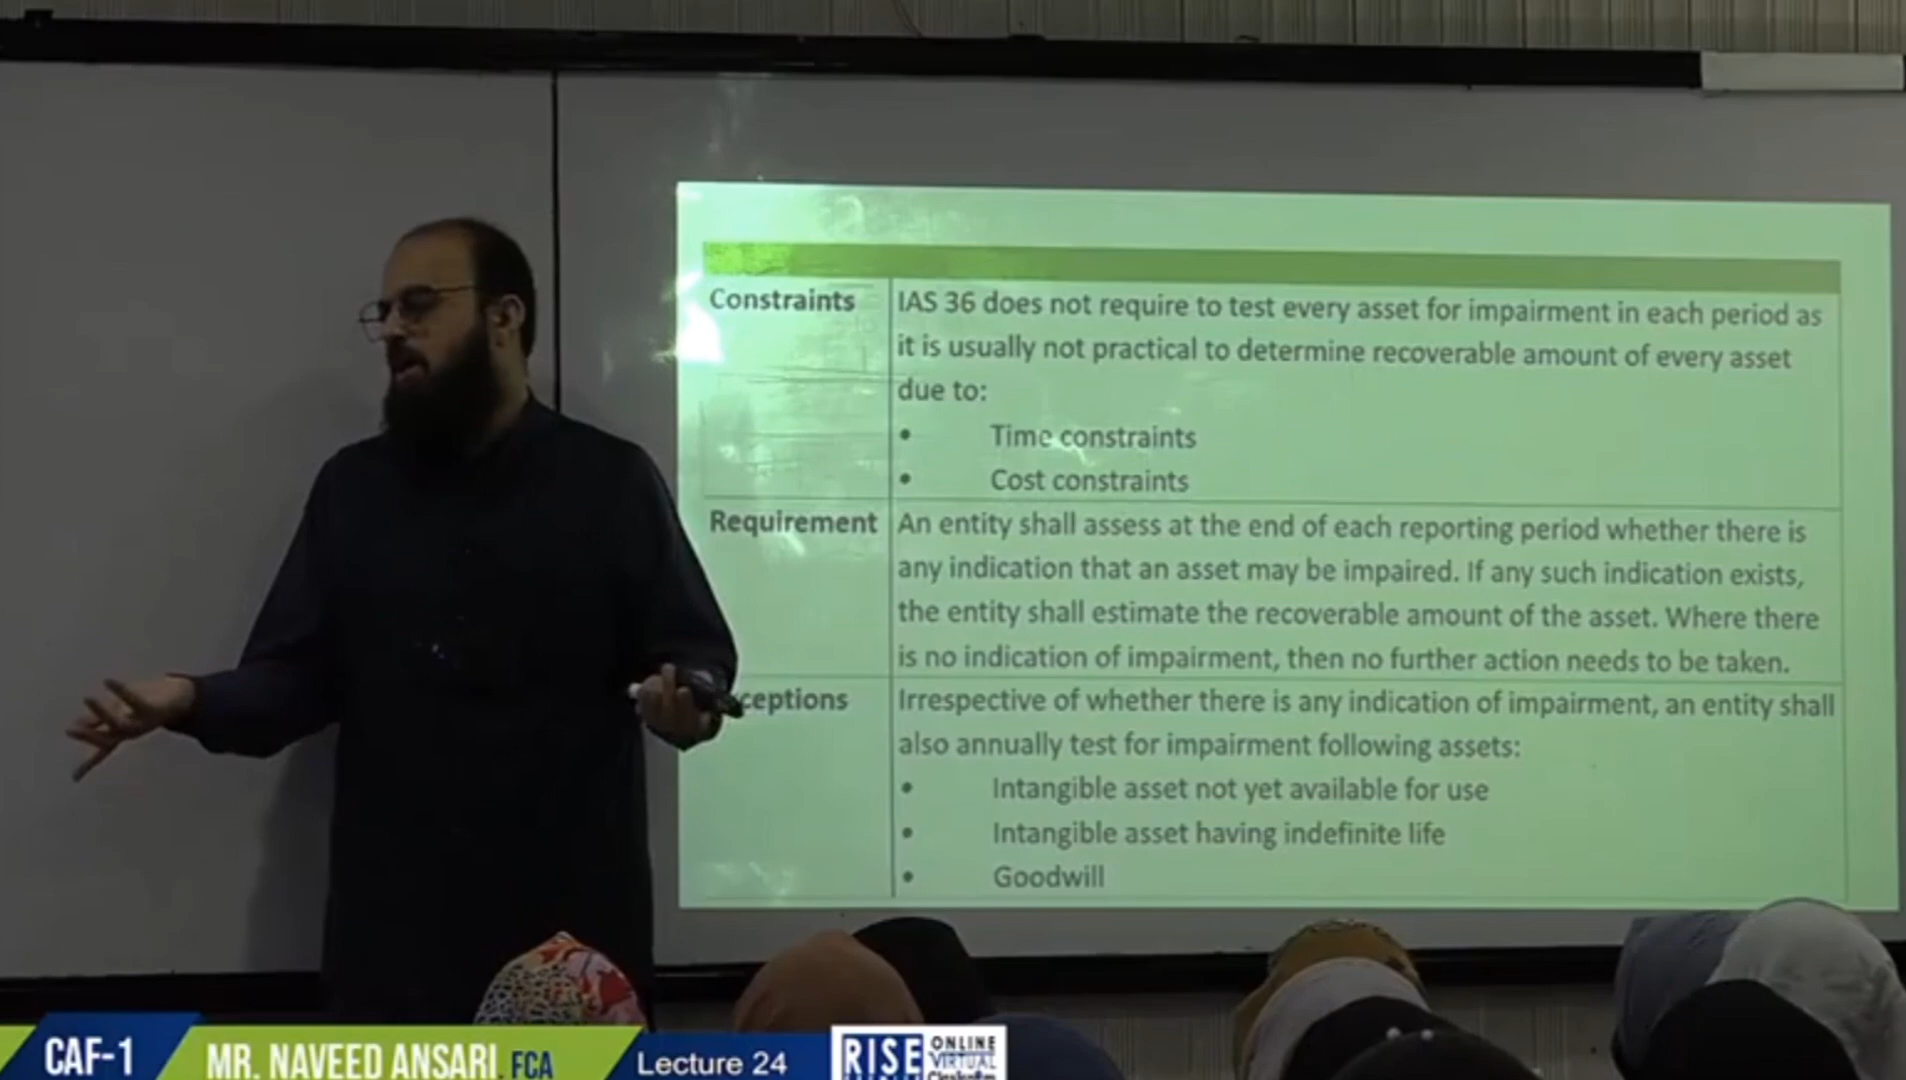 Constraints
IAS 36 does not require to test every asset for impairment in each period as
it is usually not practical to determine recoverable amount of every asset
due to:
• Time constraints
• Cost constraints
Requirement
An entity shall assess at the end of each reporting period whether there is
any indication that an asset may be impaired. If any such indication exists,
the entity shall estimate the recoverable amount of the asset. Where there
is no indication of impairment, then no further action needs to be taken.
ceptions
Irrespective of whether there is any indication of impairment, an entity shall
also annually test for impairment following assets:
• Intangible asset not yet available for use
• Intangible asset having indefinite life
• Goodwill
CAF-1
MR. NAVEED ANSARI, FCA
Lecture 24
RISE
ONLINE
VIRTUAL